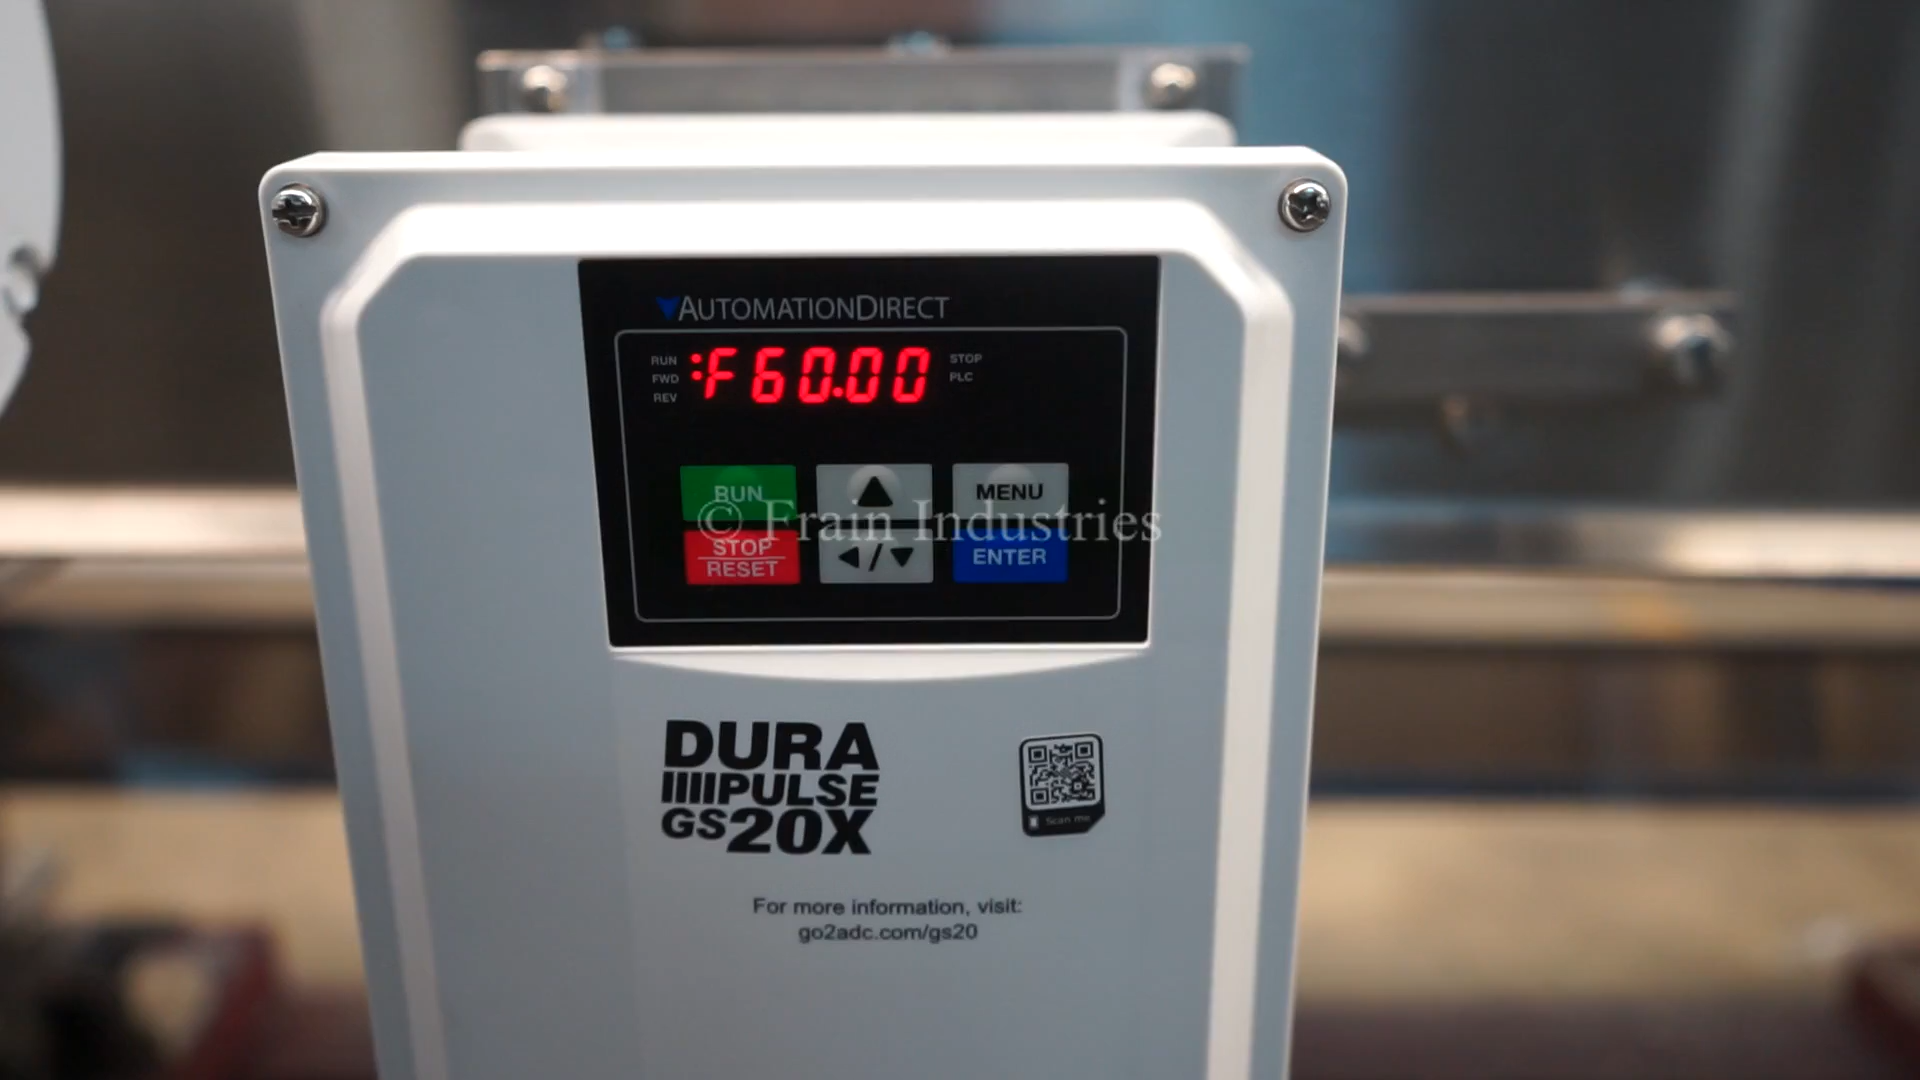 AUTOMATIONDIRECT
RUN
FWD
REV
F60.00
STOP
PLC
RUN
MENU
© Frain Industries
STOP
RESET
◄/▼
ENTER
DURA
PULSE
GS20X
Scan me
For more information, visit:
go2adc.com/gs20